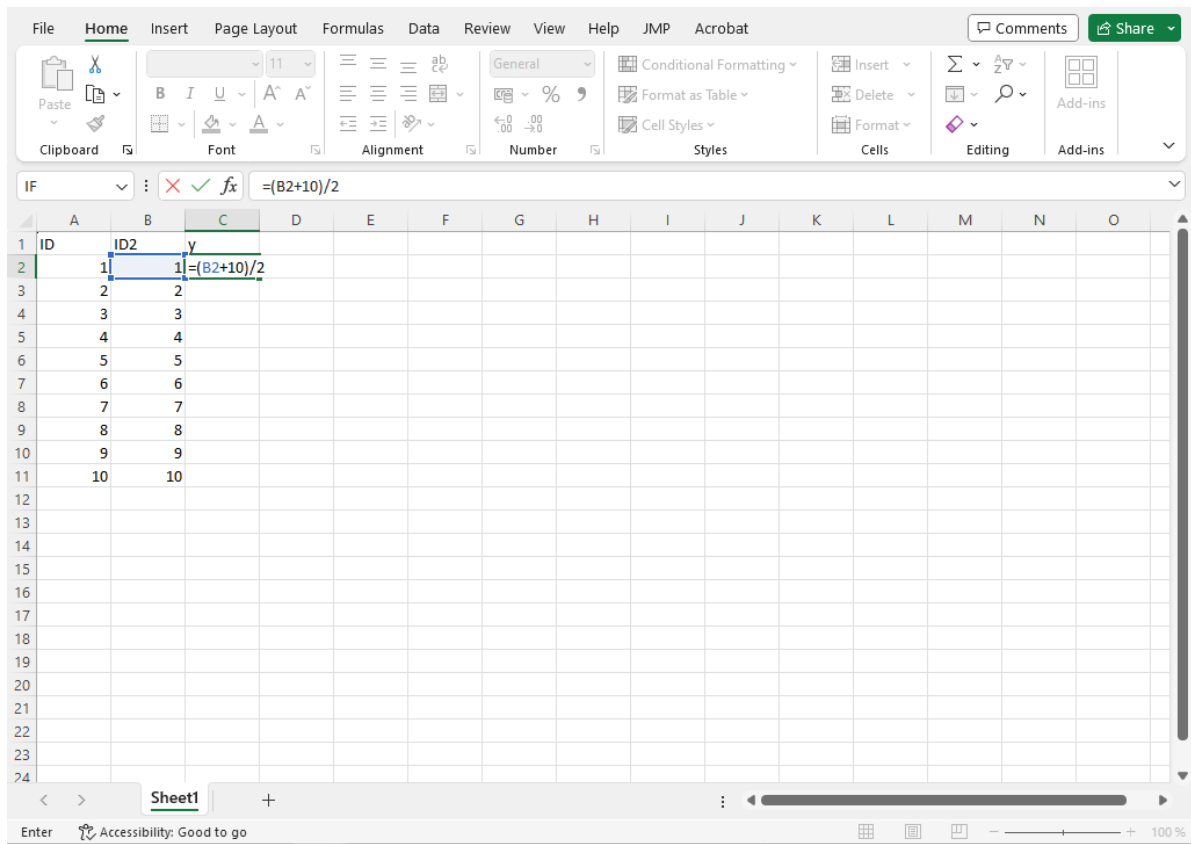 File Home Insert Page Layout Formulas Data Review View Help JMP Acrobat Comments Share
Paste
B I U A A
11
ab
General
% 9
Conditional Formatting
Format as Table
Cell Styles
Insert
Delete
Format
Add-ins
Clipboard Font Alignment Number Styles Cells Editing Add-ins
IF fx =(B2+10)/2
A B C D E F G H I J K L M N O
1 ID ID2 y
2 1 1 =(B2+10)/2
3 2 2
4 3 3
5 4 4
6 5 5
7 6 6
8 7 7
9 8 8
10 9 9
11 10 10
12
13
14
15
16
17
18
19
20
21
22
23
24
Sheet1
Enter Accessibility: Good to go 100 %